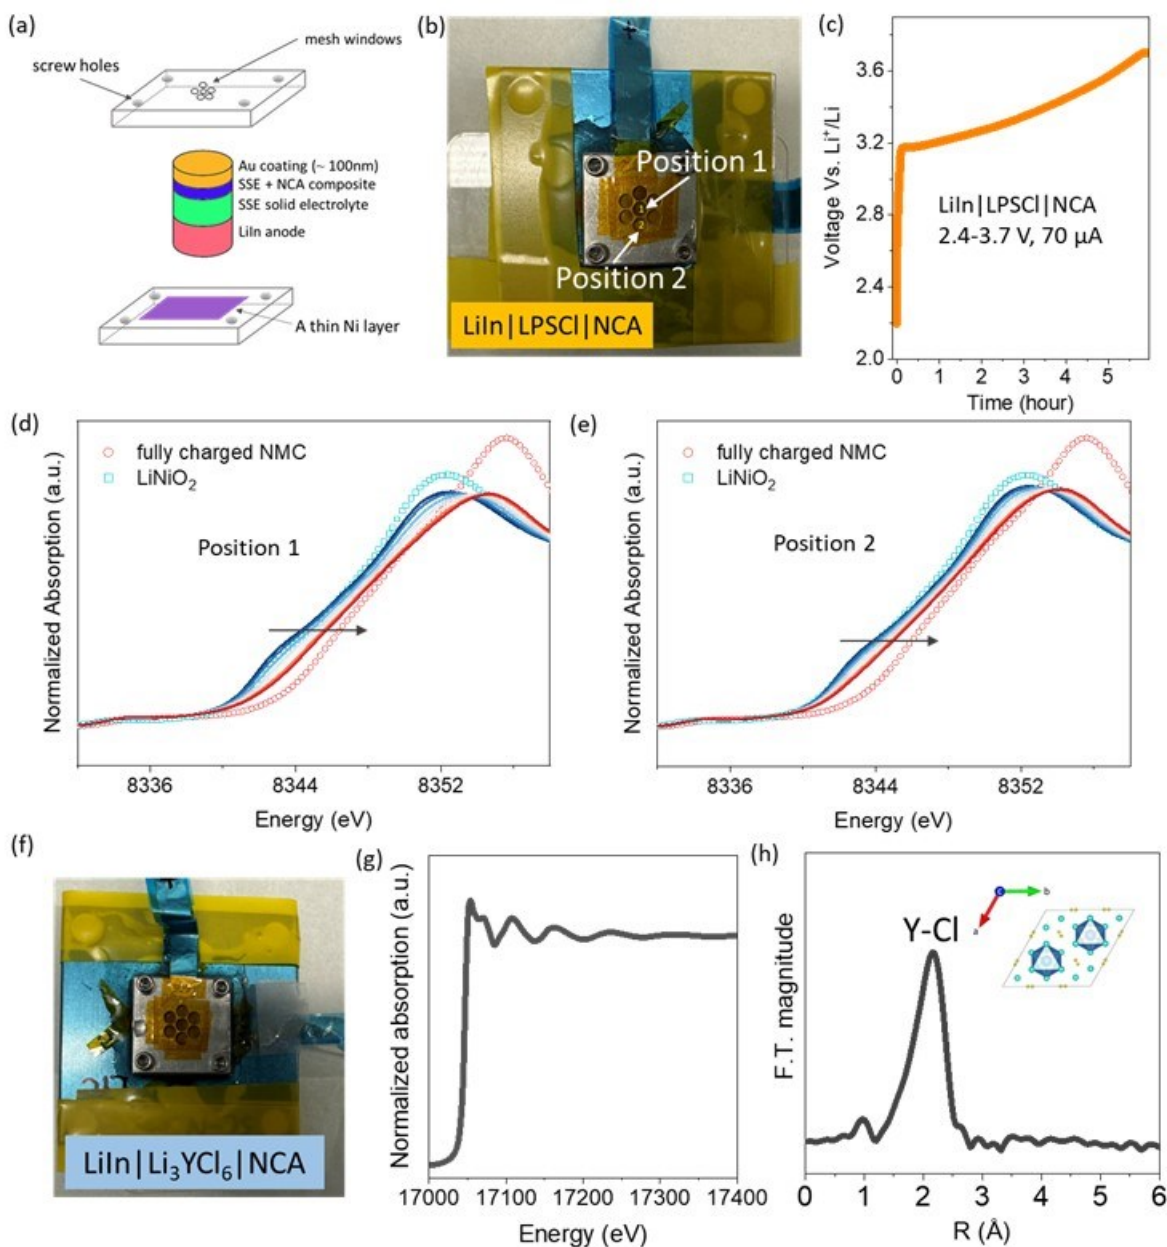 (a)
mesh windows
screw holes
Au coating (~ 100nm)
SSE + NCA composite
SSE solid electrolyte
LiIn anode
A thin Ni layer
(b)
+
Position 1
1
2
Position 2
LiIn|LPSCl|NCA
(c)
Voltage Vs. Li⁺/Li
3.6
3.2
2.8
2.4
2.0
LiIn|LPSCl|NCA
2.4-3.7 V, 70 μA
0 1 2 3 4 5
Time (hour)
(d)
Normalized Absorption (a.u.)
fully charged NMC
LiNiO₂
Position 1
8336 8344 8352
Energy (eV)
(e)
Normalized Absorption (a.u.)
fully charged NMC
LiNiO₂
Position 2
8336 8344 8352
Energy (eV)
(f)
LiIn|Li₃YCl₆|NCA
(g)
Normalized absorption (a.u.)
17000 17100 17200 17300 17400
Energy (eV)
(h)
F.T. magnitude
Y-Cl
c
b
a
0 1 2 3 4 5 6
R (Å)